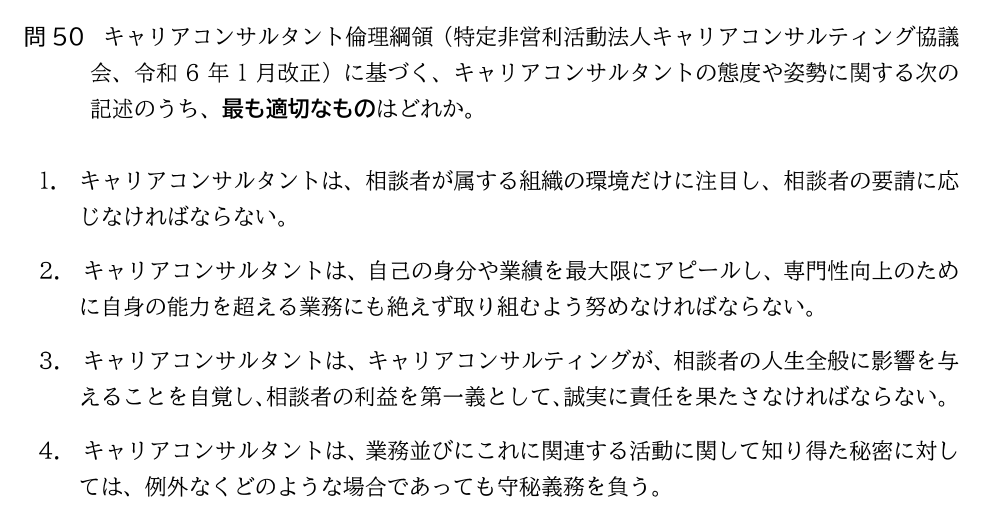 問 50 キャリアコンサルタント倫理綱領（特定非営利活動法人キャリアコンサルティング協議
会、令和 6 年 1 月改正）に基づく、キャリアコンサルタントの態度や姿勢に関する次の
記述のうち、最も適切なものはどれか。
1． キャリアコンサルタントは、相談者が属する組織の環境だけに注目し、相談者の要請に応
じなければならない。
2． キャリアコンサルタントは、自己の身分や業績を最大限にアピールし、専門性向上のため
に自身の能力を超える業務にも絶えず取り組むよう努めなければならない。
3． キャリアコンサルタントは、キャリアコンサルティングが、相談者の人生全般に影響を与
えることを自覚し、相談者の利益を第一義として、誠実に責任を果たさなければならない。
4． キャリアコンサルタントは、業務並びにこれに関連する活動に関して知り得た秘密に対し
ては、例外なくどのような場合であっても守秘義務を負う。